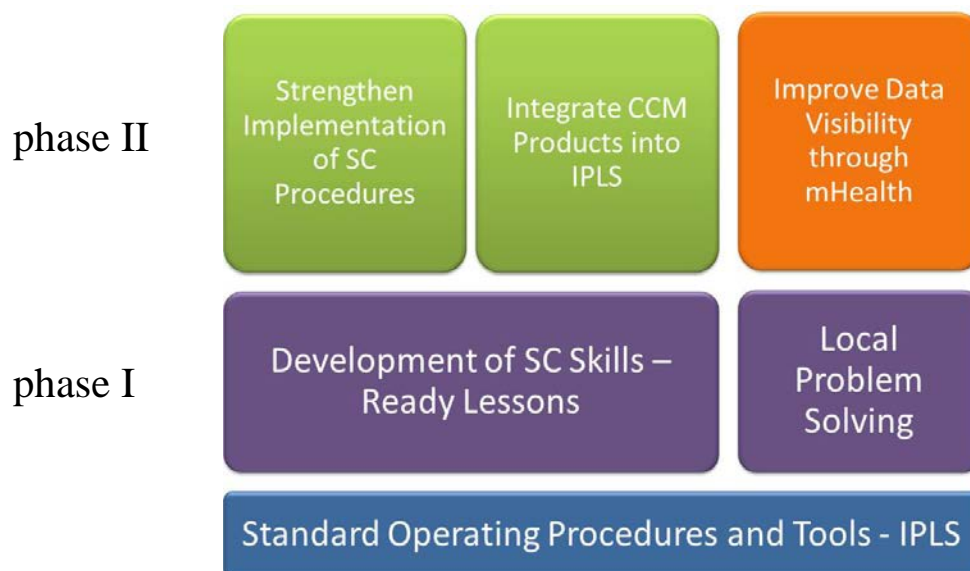 phase II
Strengthen
Implementation
of SC
Procedures
Integrate CCM
Products into
IPLS
Improve Data
Visibility
through
mHealth
phase I
Development of SC Skills –
Ready Lessons
Local
Problem
Solving
Standard Operating Procedures and Tools - IPLS